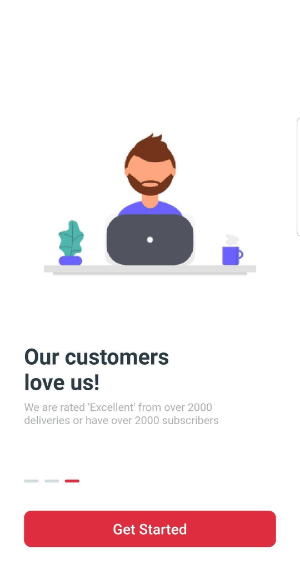 Our customers
love us!
We are rated 'Excellent' from over 2000
deliveries or have over 2000 subscribers
Get Started